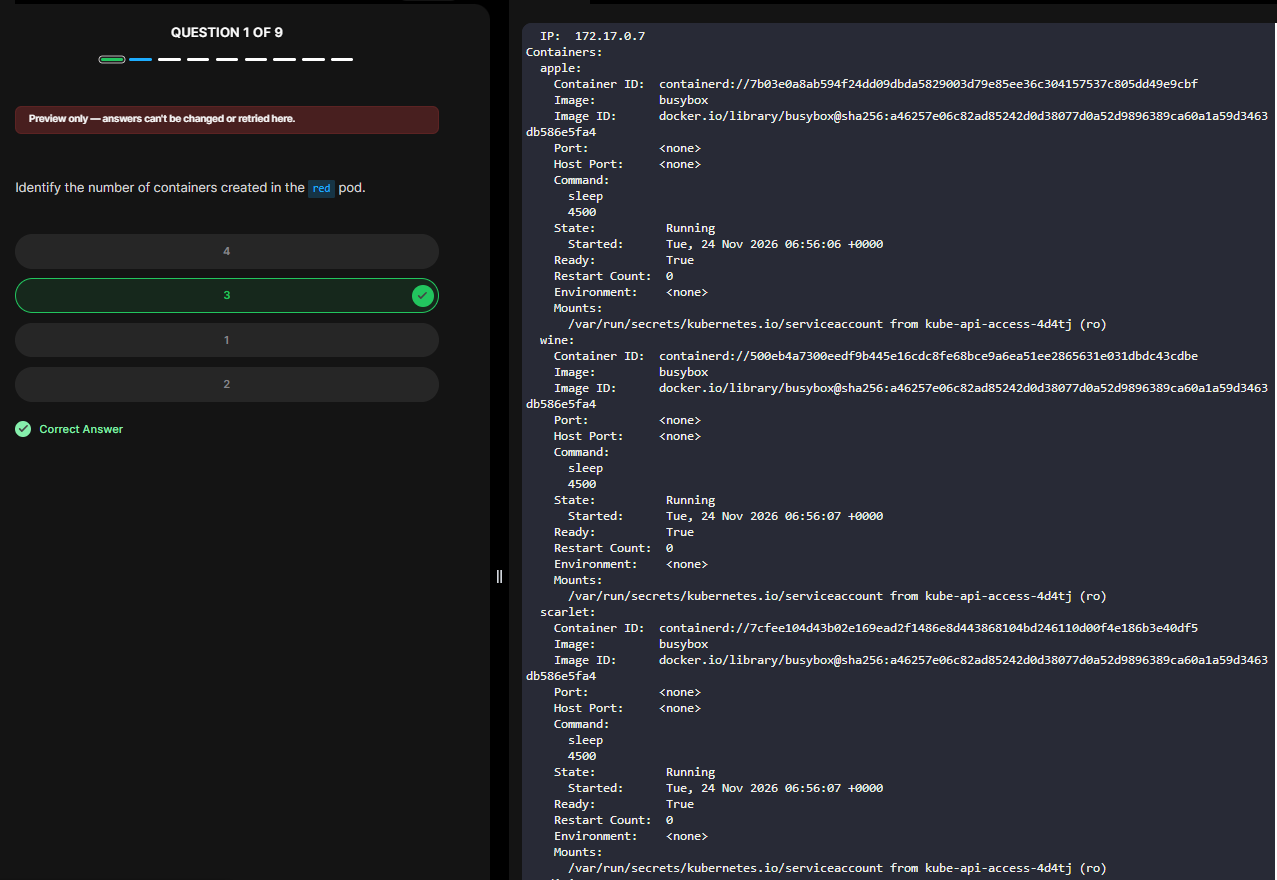 QUESTION 1 OF 9
Preview only — answers can't be changed or retried here.
Identify the number of containers created in the red pod.
4
3
1
2
Correct Answer
IP: 172.17.0.7
Containers:
apple:
Container ID: containerd://7b03e0a8ab594f24dd09dbda5829003d79e85ee36c304157537c805dd49e9cbf
Image: busybox
Image ID: docker.io/library/busybox@sha256:a46257e06c82ad85242d0d38077d0a52d9896389ca60a1a59d3463
db586e5fa4
Port: <none>
Host Port: <none>
Command:
sleep
4500
State: Running
Started: Tue, 24 Nov 2026 06:56:06 +0000
Ready: True
Restart Count: 0
Environment: <none>
Mounts:
/var/run/secrets/kubernetes.io/serviceaccount from kube-api-access-4d4tj (ro)
wine:
Container ID: containerd://500eb4a7300eedf9b445e16cdc8fe68bce9a6ea51ee2865631e031dbdc43cdbe
Image: busybox
Image ID: docker.io/library/busybox@sha256:a46257e06c82ad85242d0d38077d0a52d9896389ca60a1a59d3463
db586e5fa4
Port: <none>
Host Port: <none>
Command:
sleep
4500
State: Running
Started: Tue, 24 Nov 2026 06:56:07 +0000
Ready: True
Restart Count: 0
Environment: <none>
Mounts:
/var/run/secrets/kubernetes.io/serviceaccount from kube-api-access-4d4tj (ro)
scarlet:
Container ID: containerd://7cfee104d43b02e169ead2f1486e8d443868104bd246110d00f4e186b3e40df5
Image: busybox
Image ID: docker.io/library/busybox@sha256:a46257e06c82ad85242d0d38077d0a52d9896389ca60a1a59d3463
db586e5fa4
Port: <none>
Host Port: <none>
Command:
sleep
4500
State: Running
Started: Tue, 24 Nov 2026 06:56:07 +0000
Ready: True
Restart Count: 0
Environment: <none>
Mounts:
/var/run/secrets/kubernetes.io/serviceaccount from kube-api-access-4d4tj (ro)